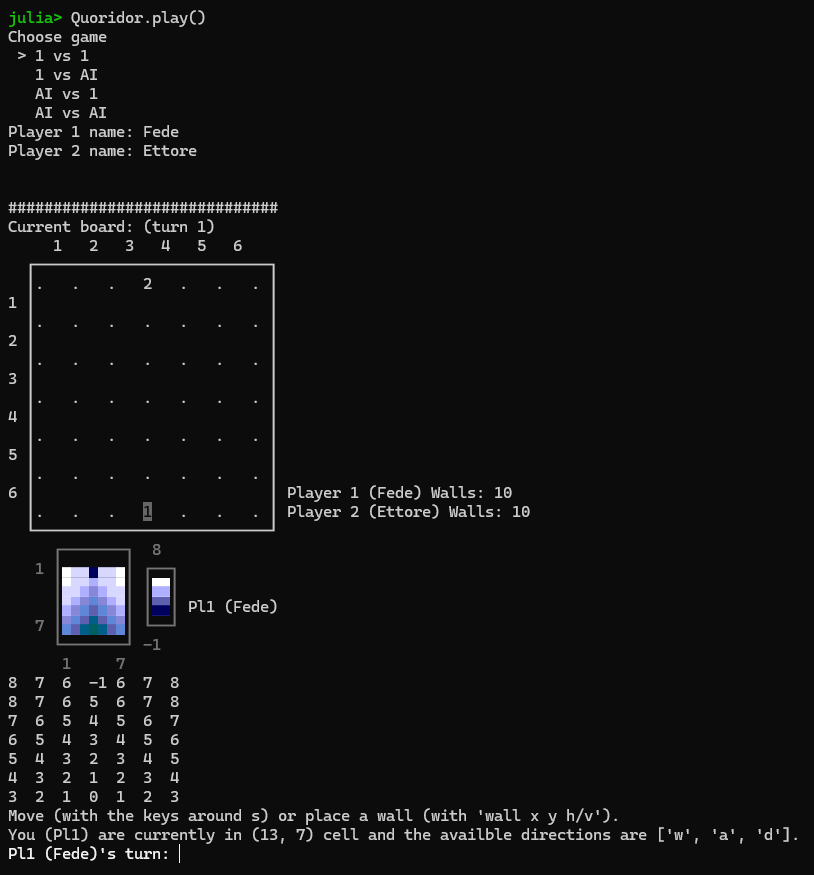 julia> Quoridor.play()
Choose game
 > 1 vs 1
   1 vs AI
   AI vs 1
   AI vs AI
Player 1 name: Fede
Player 2 name: Ettore
##############################
Current board: (turn 1)
1 2 3 4 5 6
. . . 2 . . .
1
. . . . . . .
2
. . . . . . .
3
. . . . . . .
4
. . . . . . .
5
. . . . . . .
6 Player 1 (Fede) Walls: 10
. . . 1 . . . Player 2 (Ettore) Walls: 10
8
1
Pl1 (Fede)
7
-1
1 7
8 7 6 -1 6 7 8
8 7 6 5 6 7 8
7 6 5 4 5 6 7
6 5 4 3 4 5 6
5 4 3 2 3 4 5
4 3 2 1 2 3 4
3 2 1 0 1 2 3
Move (with the keys around s) or place a wall (with 'wall x y h/v').
You (Pl1) are currently in (13, 7) cell and the availble directions are ['w', 'a', 'd'].
Pl1 (Fede)'s turn: